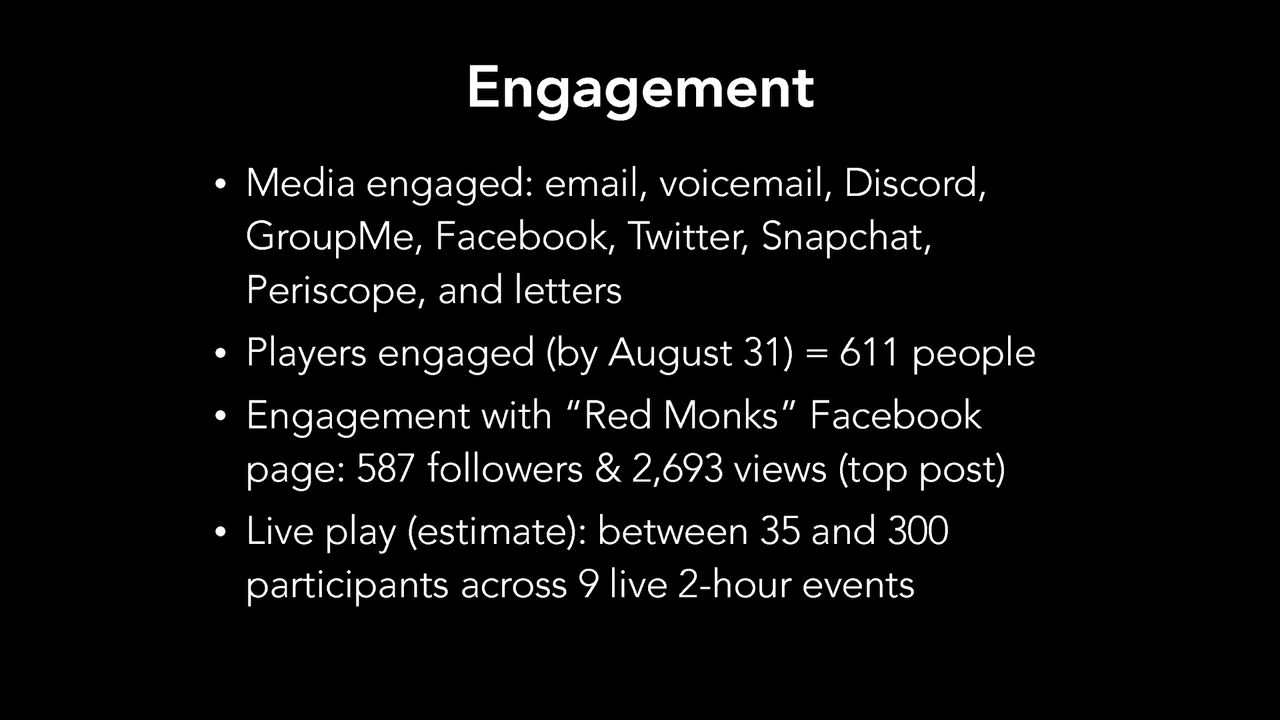 Engagement
• Media engaged: email, voicemail, Discord,
GroupMe, Facebook, Twitter, Snapchat,
Periscope, and letters
• Players engaged (by August 31) = 611 people
• Engagement with “Red Monks” Facebook
page: 587 followers & 2,693 views (top post)
• Live play (estimate): between 35 and 300
participants across 9 live 2-hour events